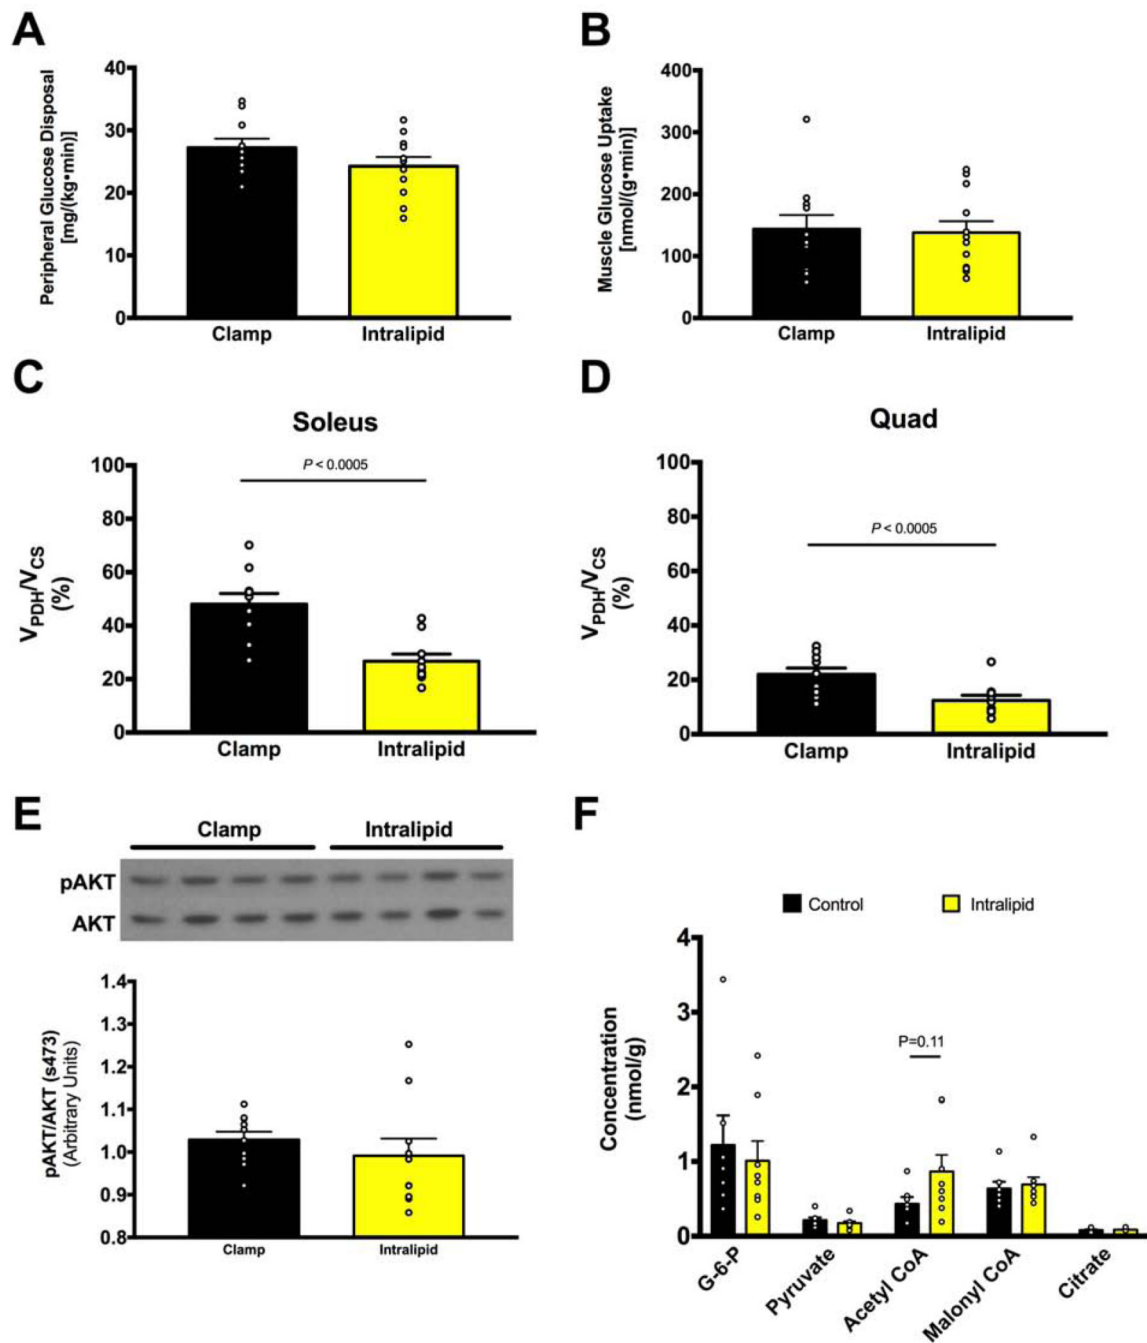 A
Peripheral Glucose Disposal
[mg/(kg•min)]
40
30
20
10
0
Clamp
Intralipid
B
Muscle Glucose Uptake
[nmol/(g•min)]
400
300
200
100
0
Clamp
Intralipid
C
Soleus
P < 0.0005
VPDH/VCS
(%)
100
80
60
40
20
0
Clamp
Intralipid
D
Quad
P < 0.0005
VPDH/VCS
(%)
100
80
60
40
20
0
Clamp
Intralipid
E
Clamp
Intralipid
pAKT
AKT
pAKT/AKT (s473)
(Arbitrary Units)
1.4
1.3
1.2
1.1
1.0
0.9
0.8
Clamp
Intralipid
F
Control
Intralipid
Concentration
(nmol/g)
4
3
2
1
0
P=0.11
G-6-P
Pyruvate
Acetyl CoA
Malonyl CoA
Citrate